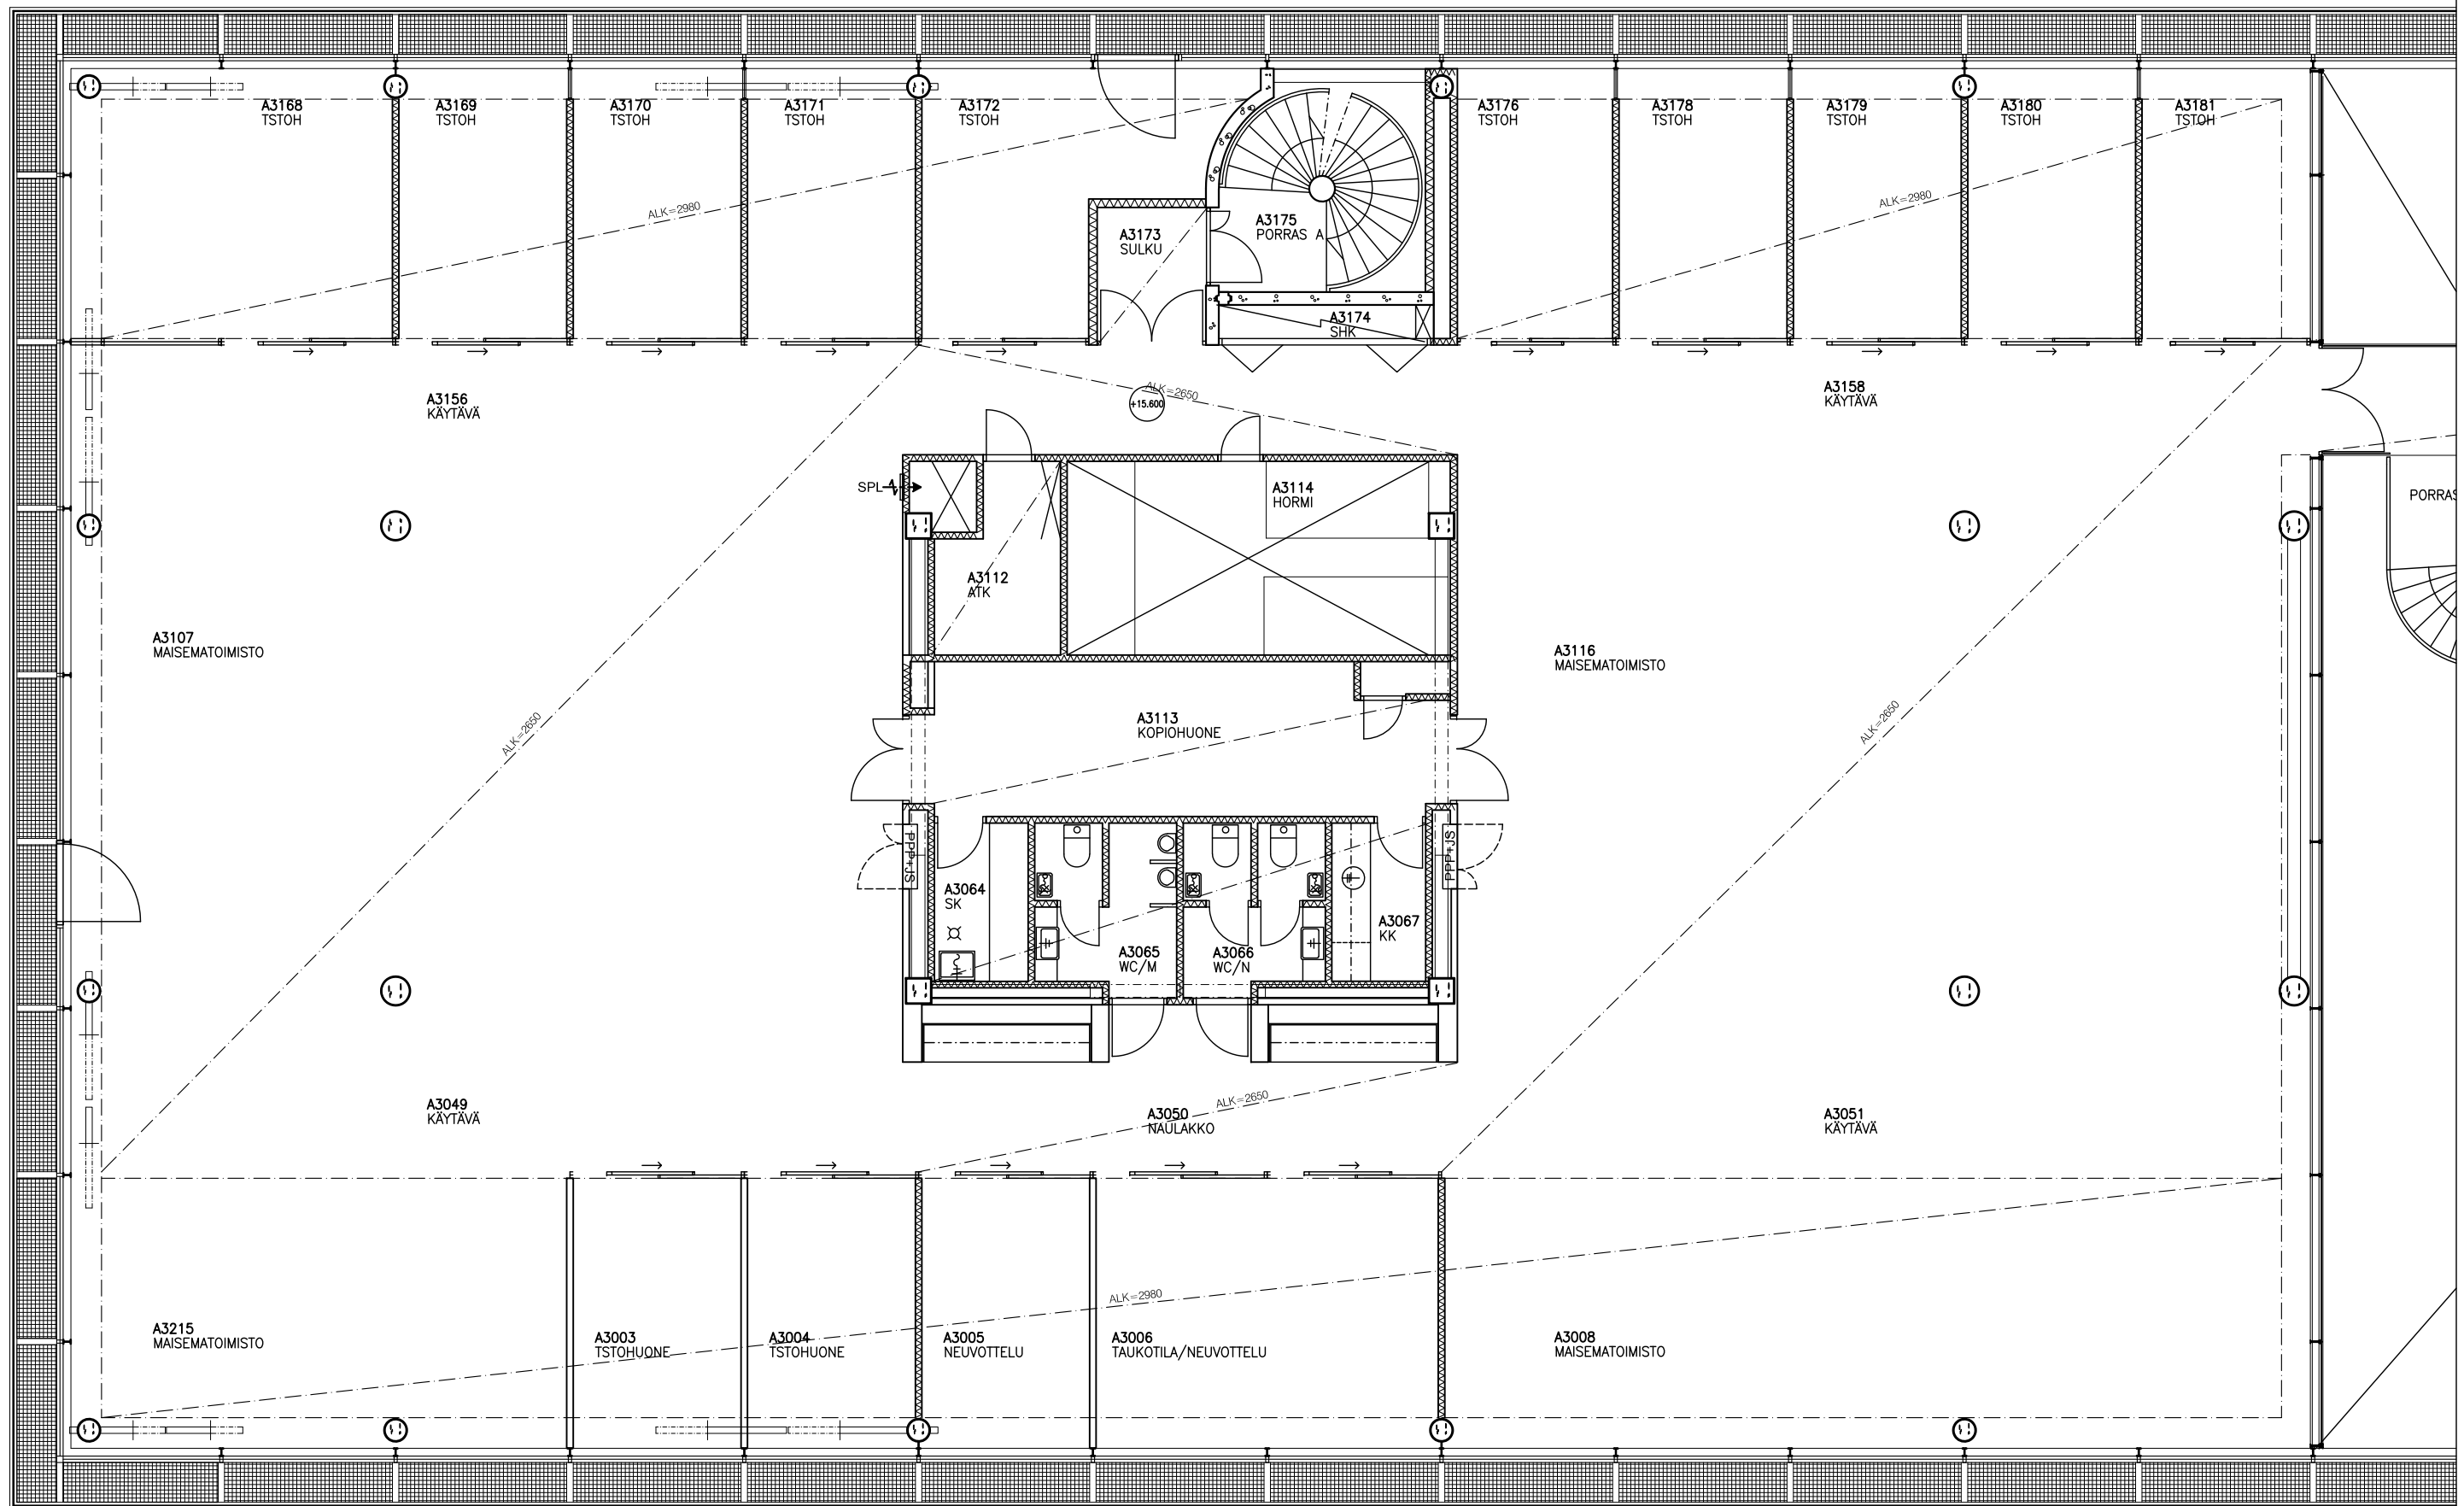 A3168
TSTOH
A3169
TSTOH
A3170
TSTOH
A3171
TSTOH
A3172
TSTOH
A3176
TSTOH
A3178
TSTOH
A3179
TSTOH
A3180
TSTOH
A3181
TSTOH
ALK=2980
A3173
SULKU
A3175
PORRAS A
ALK=2980
A3174
SHK
A3156
KÄYTÄVÄ
+15.600
ALK=2650
A3158
KÄYTÄVÄ
SPL
A3114
HORMI
PORRAS
A3112
ATK
A3107
MAISEMATOIMISTO
A3116
MAISEMATOIMISTO
ALK=2650
A3113
KOPIOHUONE
ALK=2650
PPP+JS
PPP+JS
A3064
SK
A3065
WC/M
A3066
WC/N
A3067
KK
A3049
KÄYTÄVÄ
ALK=2650
A3050
NAULAKKO
A3051
KÄYTÄVÄ
ALK=2980
A3215
MAISEMATOIMISTO
A3003
TSTOHUONE
A3004
TSTOHUONE
A3005
NEUVOTTELU
A3006
TAUKOTILA/NEUVOTTELU
A3008
MAISEMATOIMISTO